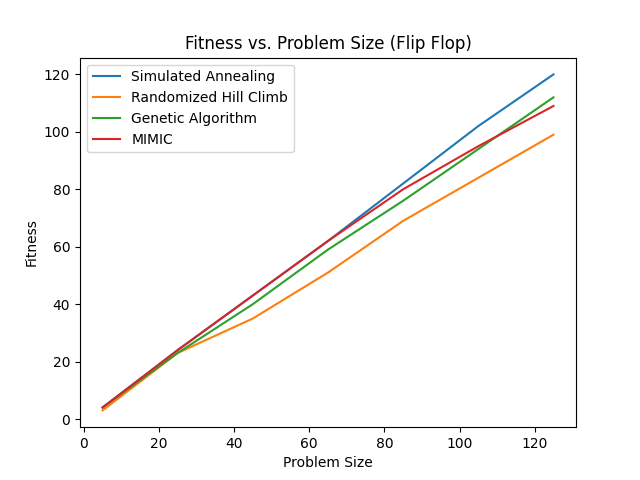 Fitness vs. Problem Size (Flip Flop)
Simulated Annealing
Randomized Hill Climb
Genetic Algorithm
MIMIC
120
100
80
60
40
20
0
Fitness
0 20 40 60 80 100 120
Problem Size